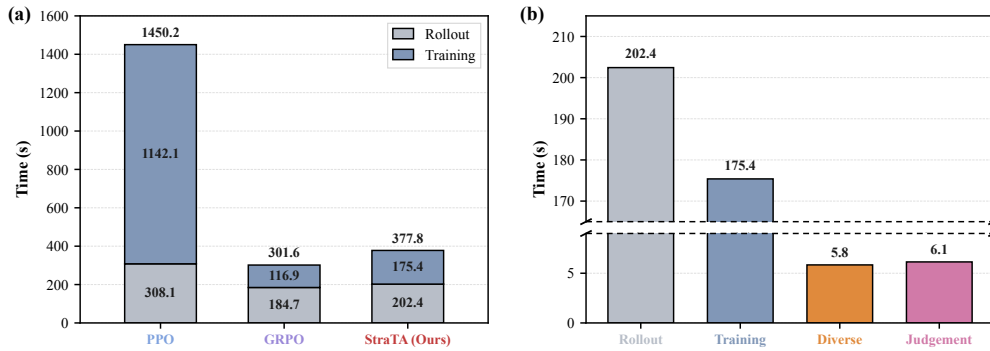 (a)
1600
1400
1200
1000
800
600
400
200
0
Time (s)
1450.2
1142.1
308.1
301.6
116.9
184.7
377.8
175.4
202.4
Rollout
Training
PPO
GRPO
StraTA (Ours)
(b)
210
200
190
180
170
5
Time (s)
202.4
175.4
5.8
6.1
Rollout
Training
Diverse
Judgement